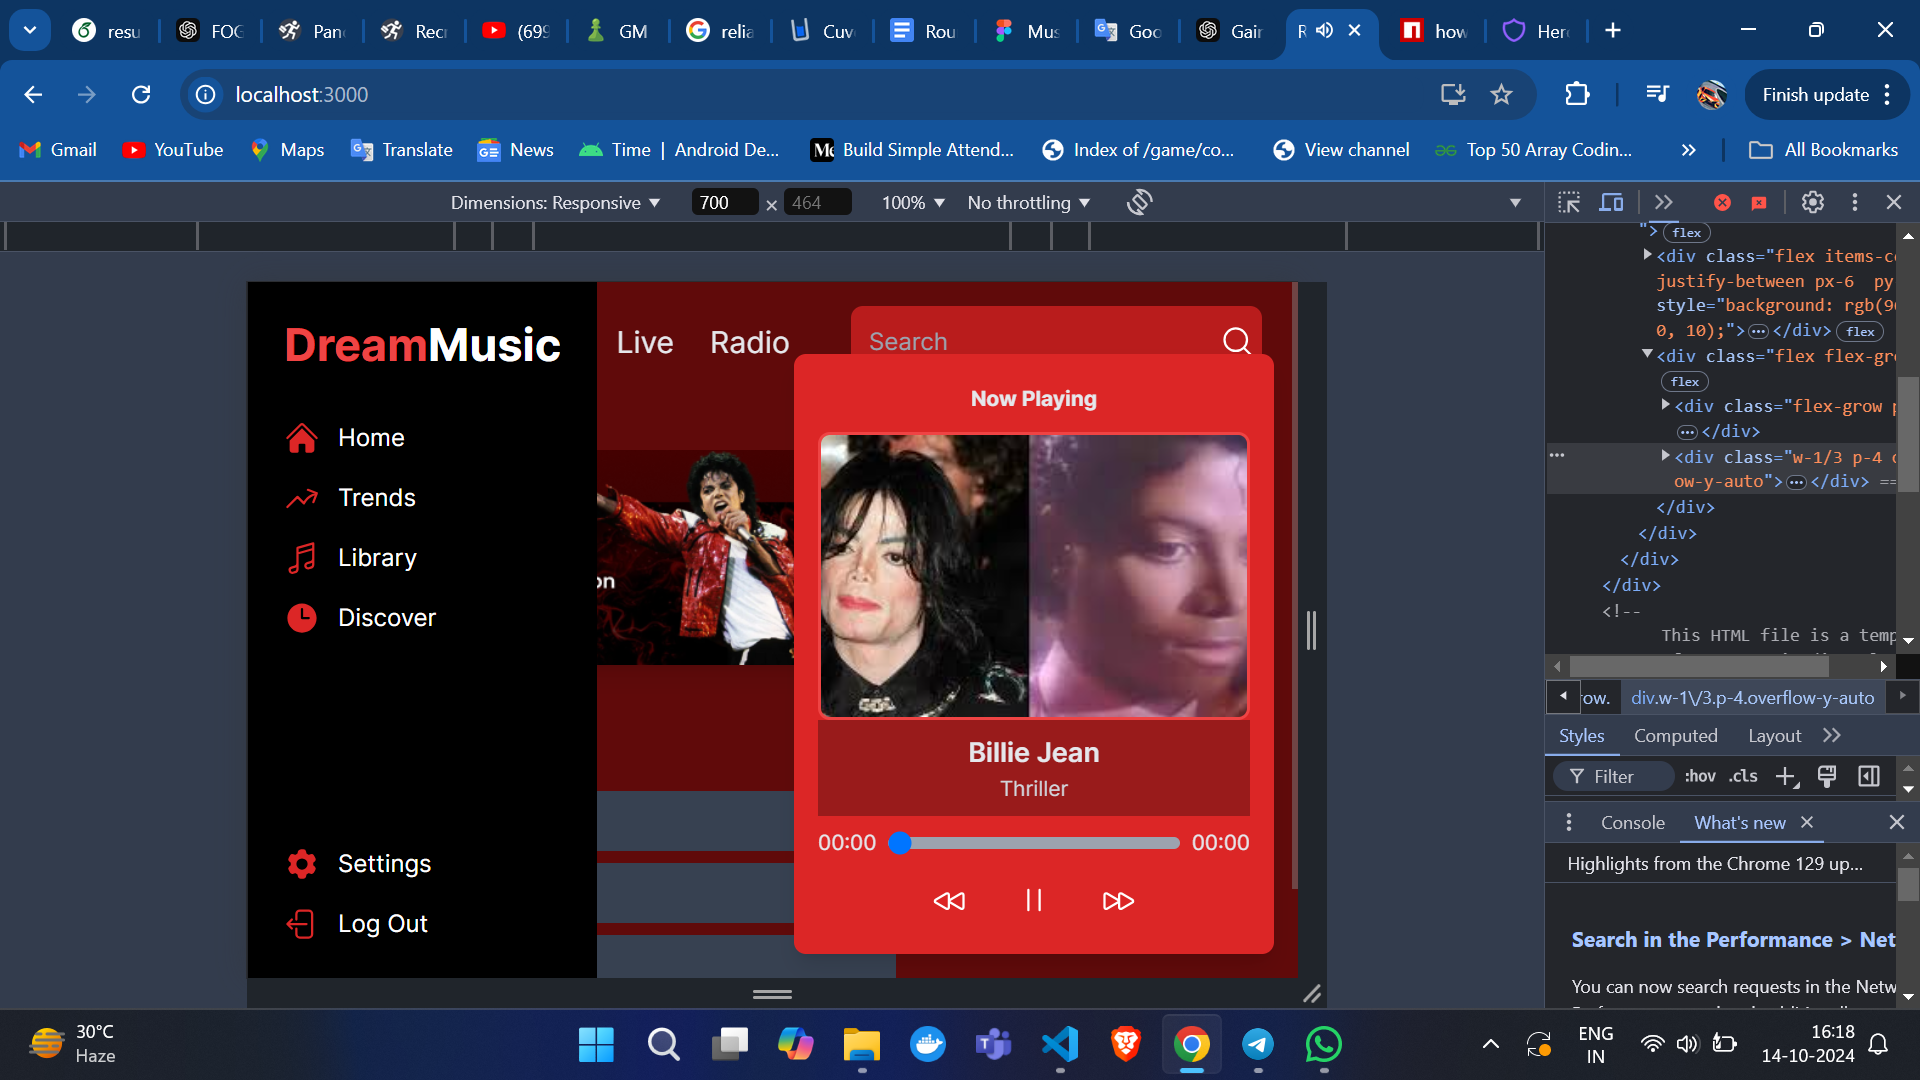 resu
FOG
Pan
Recr
(699
GM
relia
Cuv
Rou
Mus
Goo
Gair
R
how
Her
localhost:3000
Finish update
Gmail
YouTube
Maps
Translate
News
Time | Android De...
Build Simple Attend...
Index of /game/co...
View channel
Top 50 Array Codin...
All Bookmarks
Dimensions: Responsive
700 × 464
100%
No throttling
DreamMusic
Live
Radio
Search
Home
Trends
Library
Discover
Settings
Log Out
on
Now Playing
Billie Jean
Thriller
00:00
00:00
"> flex
<div class="flex items-ce
justify-between px-6 py
style="background: rgb(96
0, 10);"> ... </div> flex
<div class="flex flex-gro
flex
<div class="flex-grow p
... </div>
<div class="w-1/3 p-4 o
ow-y-auto"> ... </div> ==
</div>
</div>
</div>
</div>
<!--
This HTML file is a temp
ow.
div.w-1\/3.p-4.overflow-y-auto
Styles
Computed
Layout
Filter
:hov
.cls
Console
What's new
Highlights from the Chrome 129 up...
Search in the Performance > Net
You can now search requests in the Netw
30°C
Haze
ENG
IN
16:18
14-10-2024